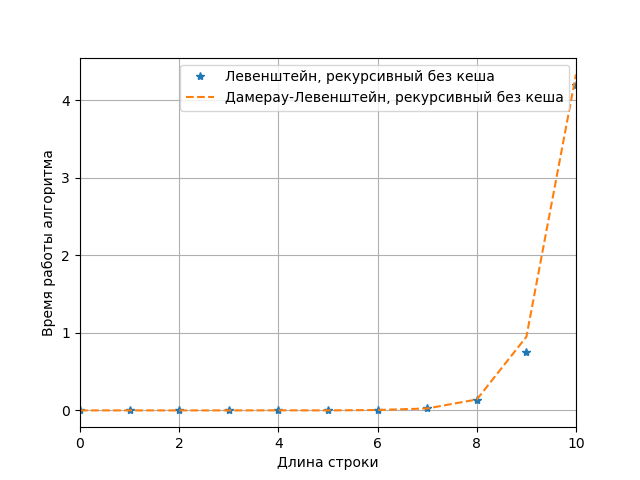 Левенштейн, рекурсивный без кеша
Дамерау-Левенштейн, рекурсивный без кеша
Время работы алгоритма
4
3
2
1
0
0 2 4 6 8 10
Длина строки